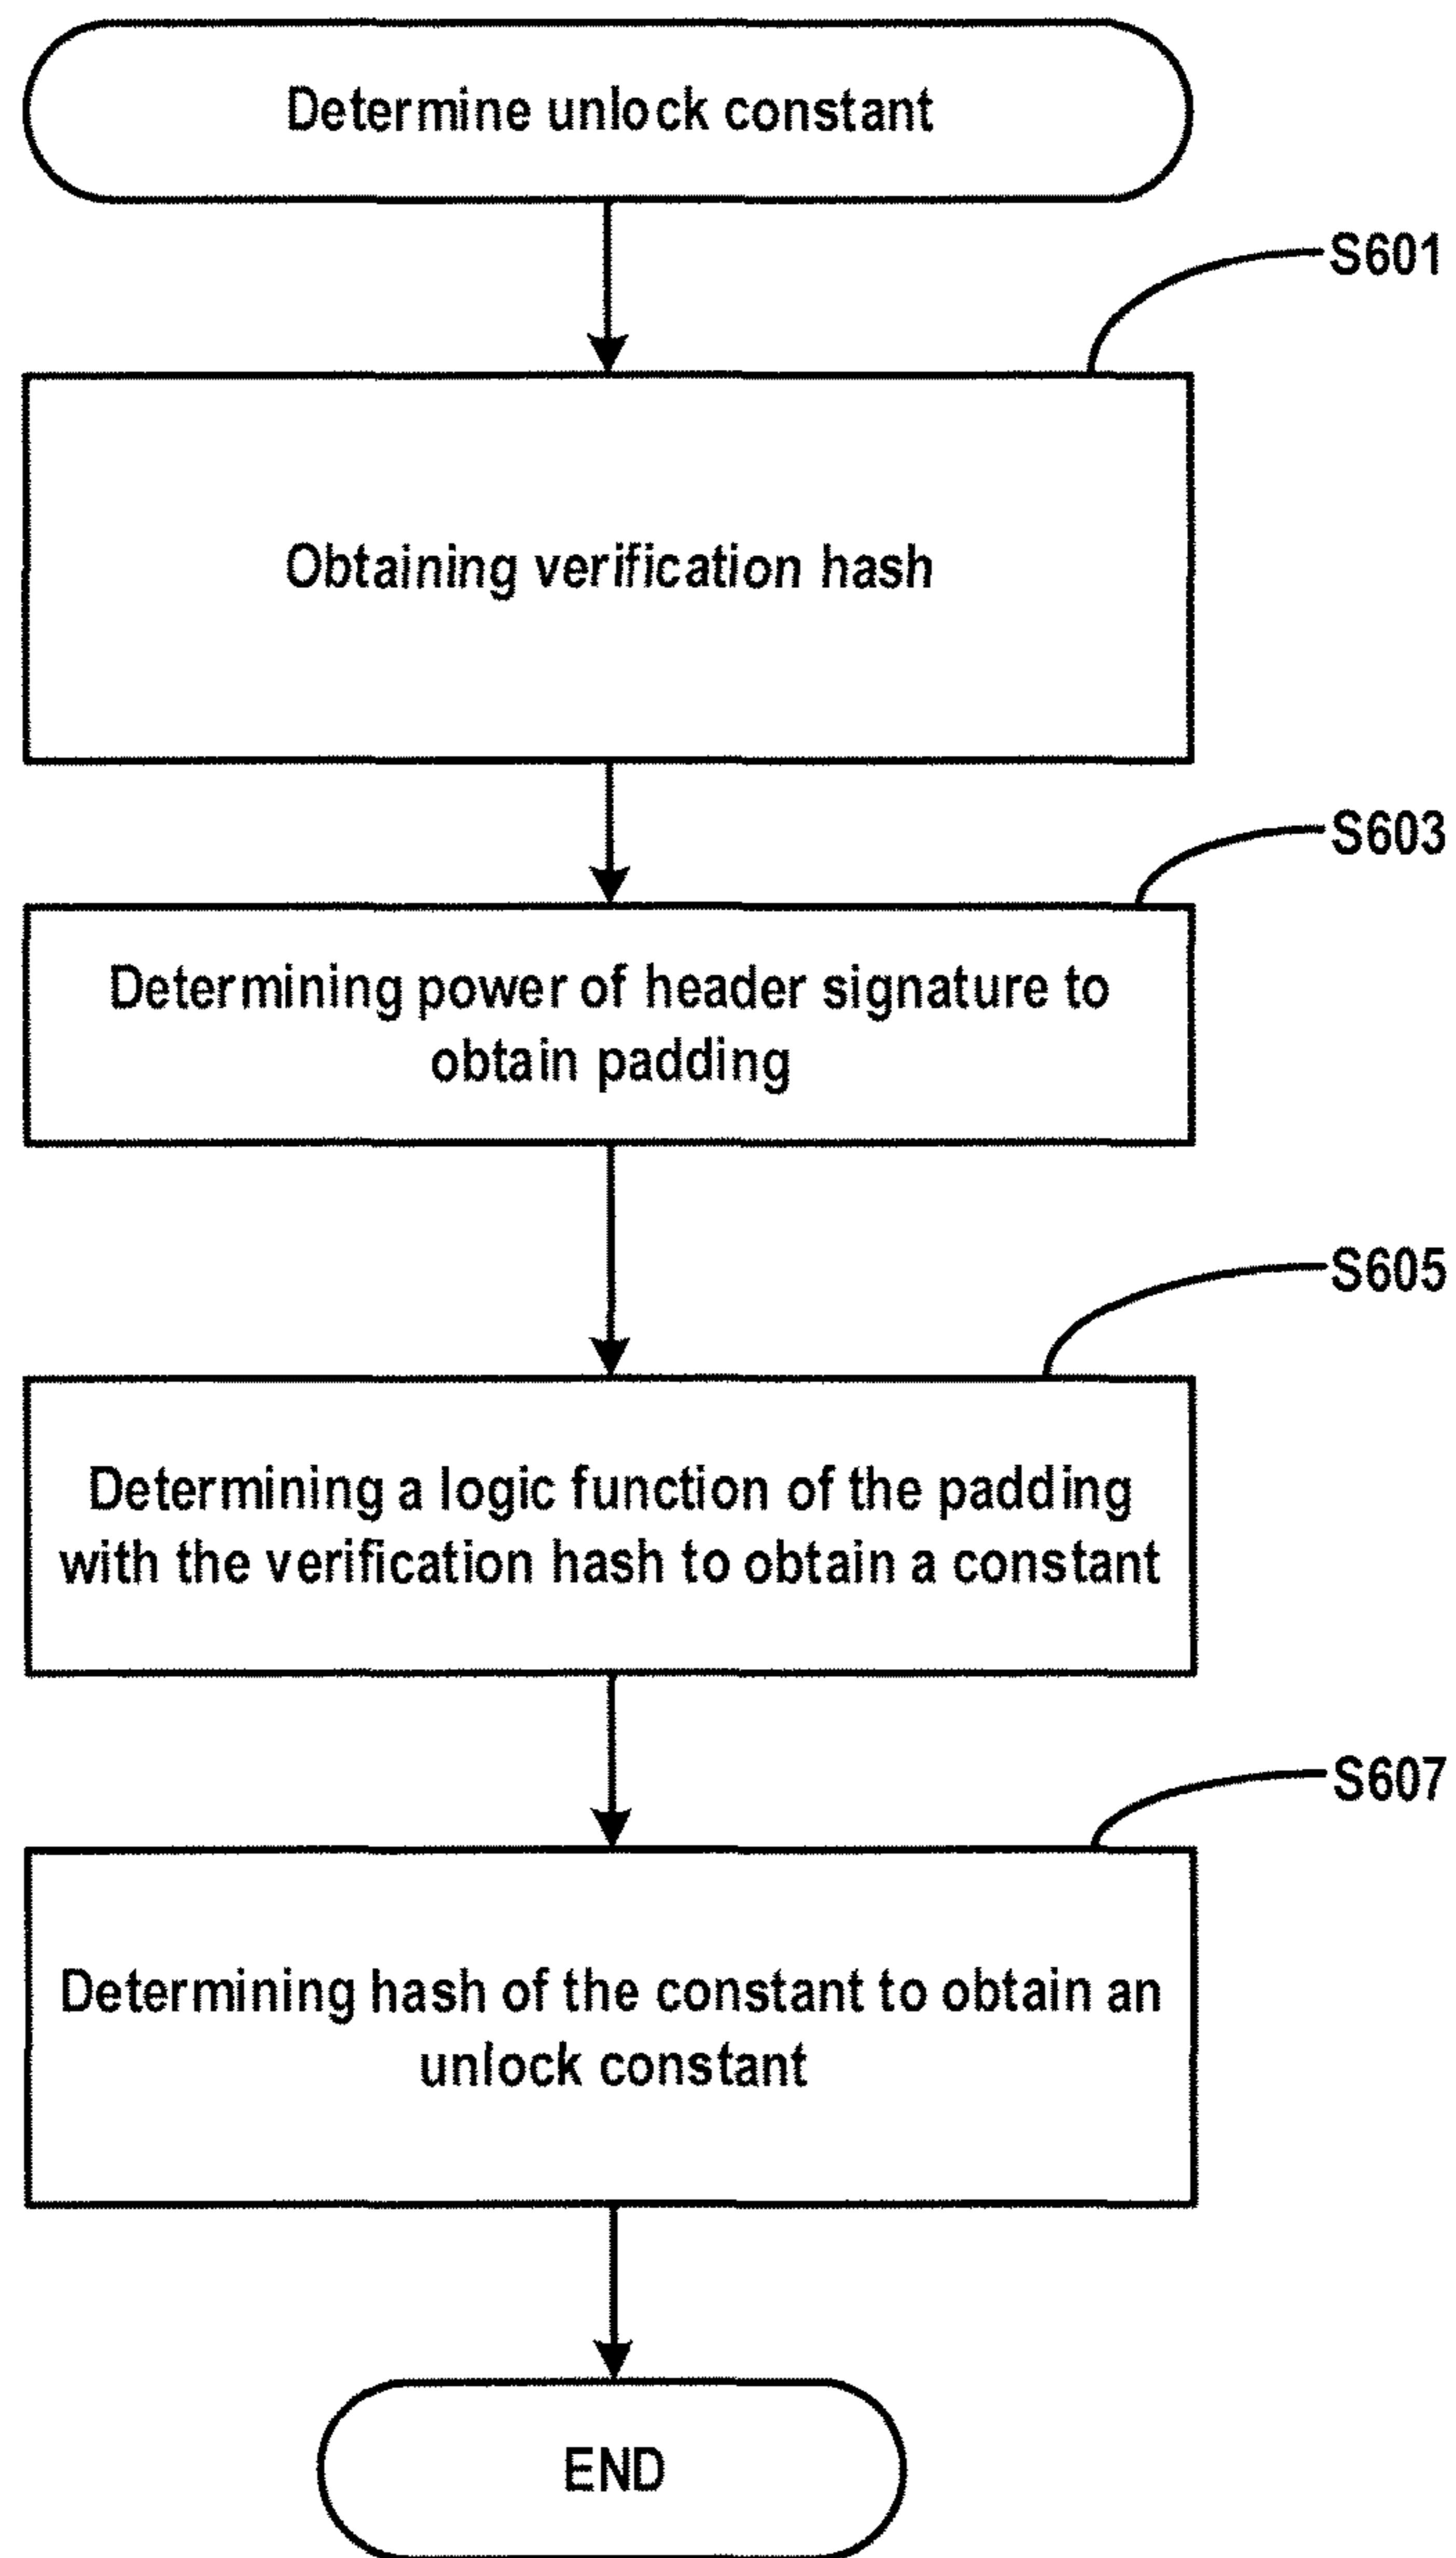 Determine unlock constant
S601
Obtaining verification hash
S603
Determining power of header signature to
obtain padding
S605
Determining a logic function of the padding
with the verification hash to obtain a constant
S607
Determining hash of the constant to obtain an
unlock constant
END